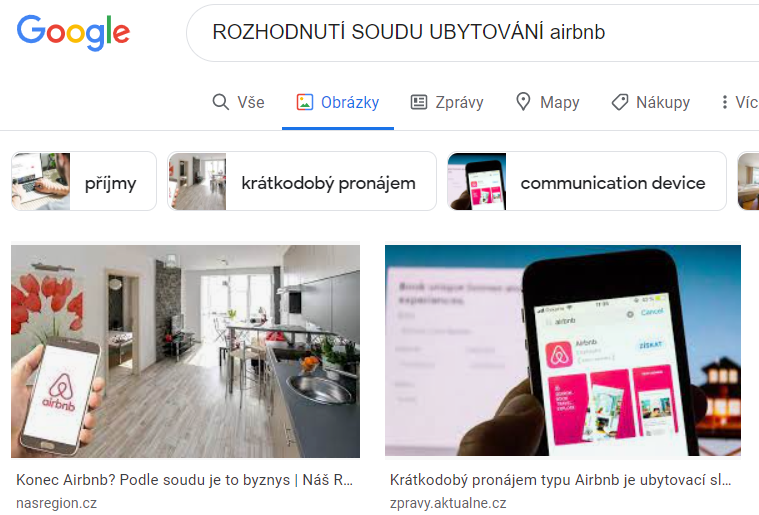 Google
ROZHODNUTÍ SOUDU UBYTOVÁNÍ airbnb
Vše
Obrázky
Zprávy
Mapy
Nákupy
Víc
příjmy
krátkodobý pronájem
communication device
airbnb
airbnb
Cancel
Airbnb
ZÍSKAT
Konec Airbnb? Podle soudu je to byznys | Náš R...
nasregion.cz
Krátkodobý pronájem typu Airbnb je ubytovací sl...
zpravy.aktualne.cz